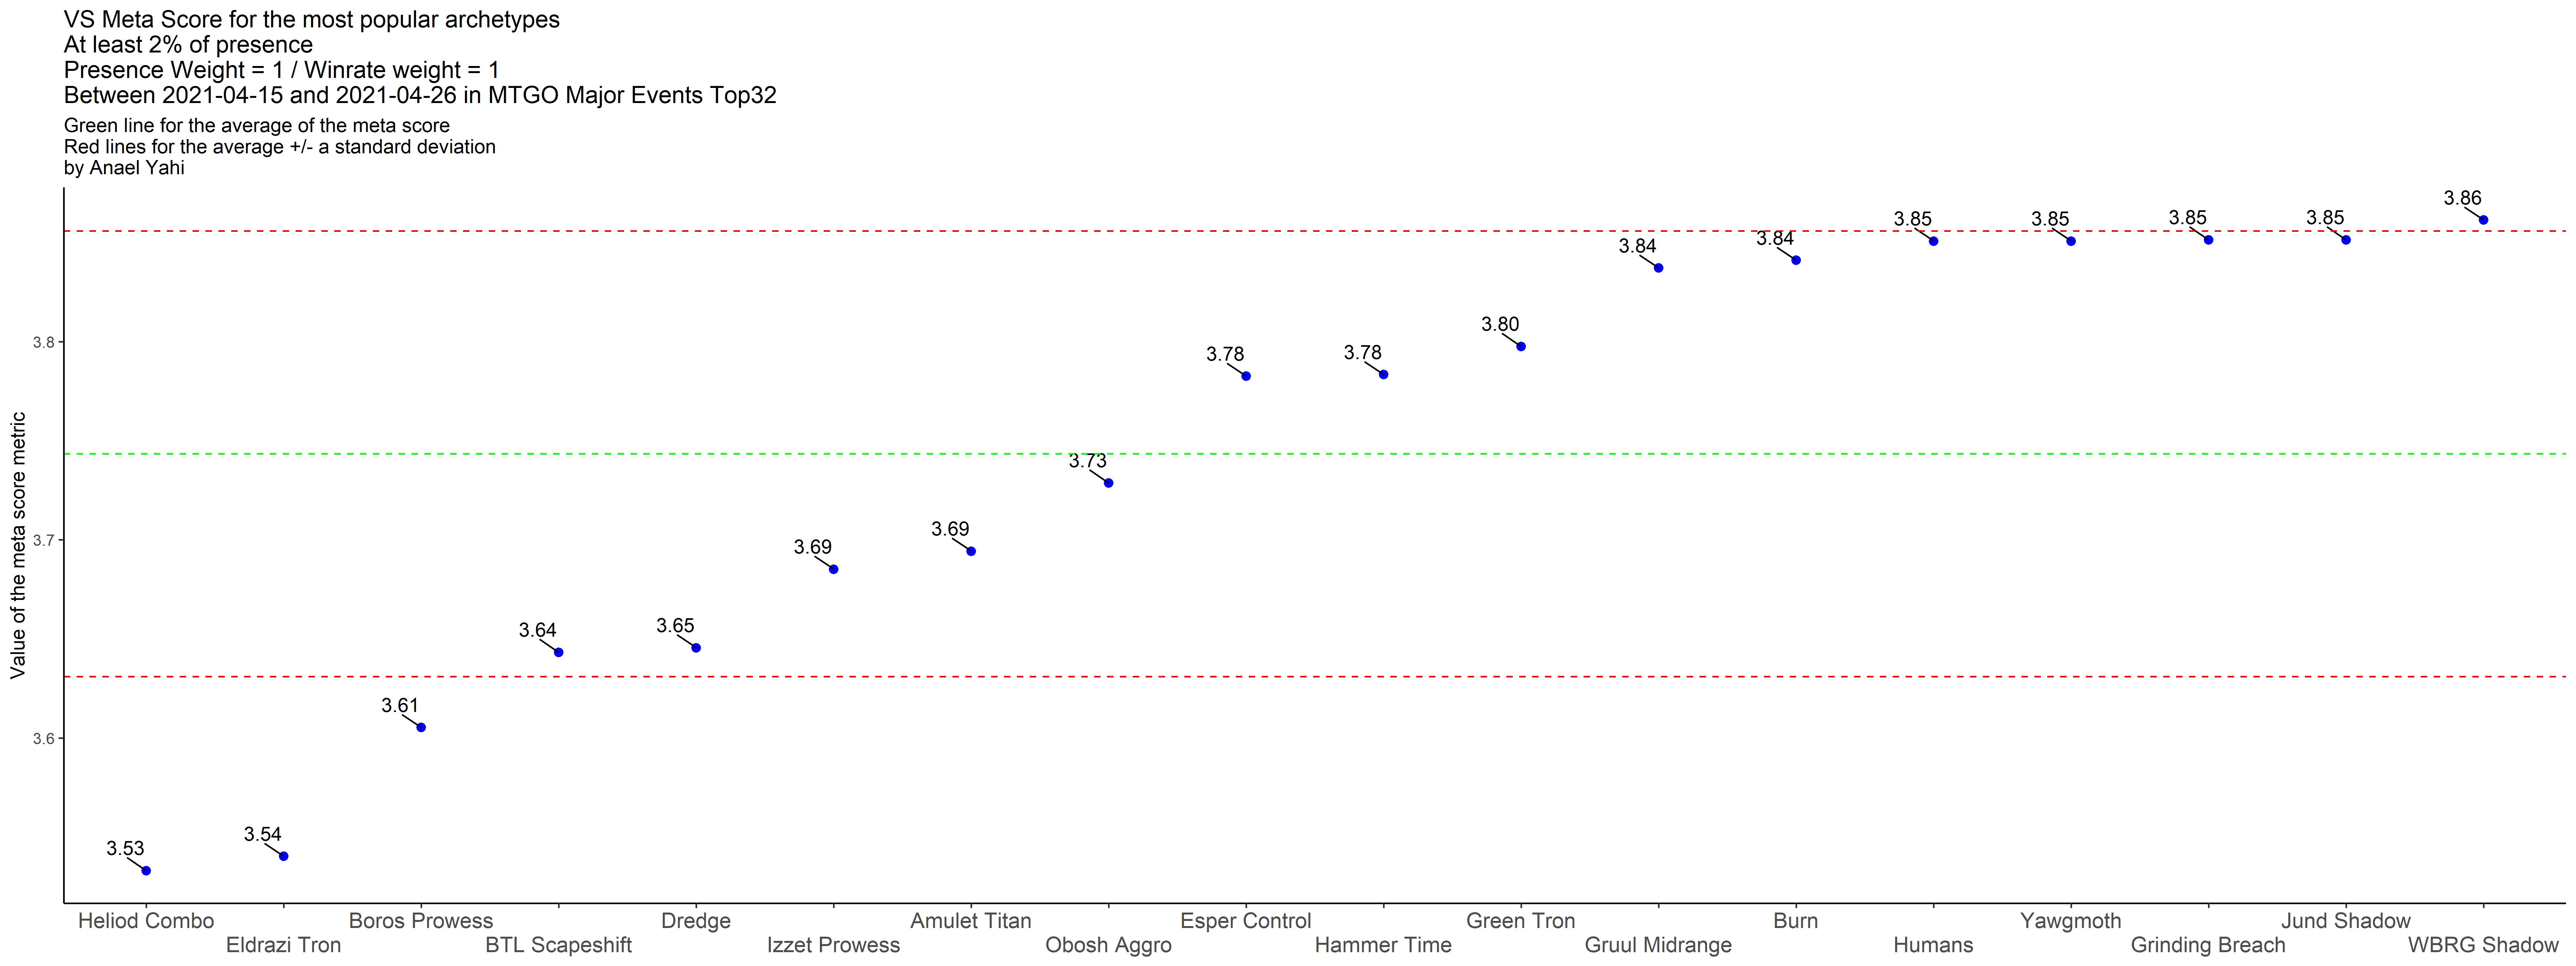 VS Meta Score for the most popular archetypes
At least 2% of presence
Presence Weight = 1 / Winrate weight = 1
Between 2021-04-15 and 2021-04-26 in MTGO Major Events Top32
Green line for the average of the meta score
Red lines for the average +/- a standard deviation
by Anael Yahi
Value of the meta score metric
3.8
3.7
3.6
3.53
3.54
3.61
3.64
3.65
3.69
3.69
3.73
3.78
3.78
3.80
3.84
3.84
3.85
3.85
3.85
3.85
3.86
Heliod Combo
Eldrazi Tron
Boros Prowess
BTL Scapeshift
Dredge
Izzet Prowess
Amulet Titan
Obosh Aggro
Esper Control
Hammer Time
Green Tron
Gruul Midrange
Burn
Humans
Yawgmoth
Grinding Breach
Jund Shadow
WBRG Shadow